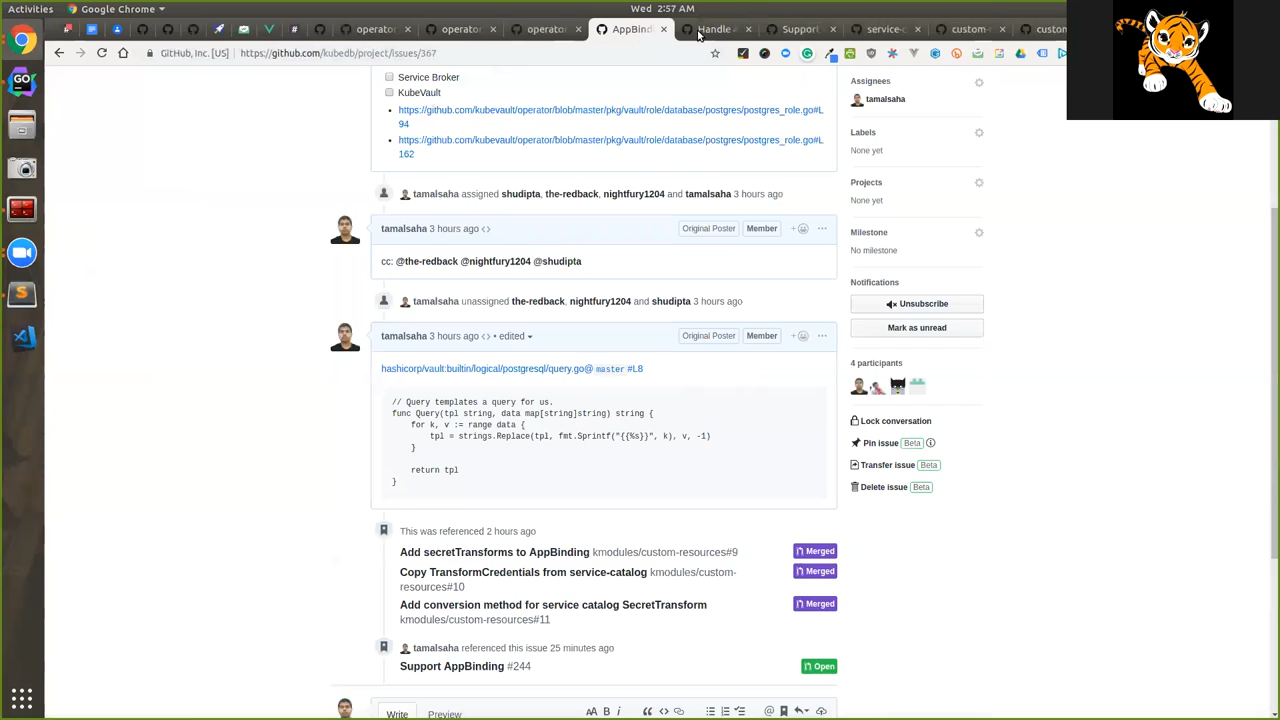 Activities Google Chrome Wed 2:57 AM
operator operator operator AppBind Handle Support service- custom- custom
GitHub, Inc. [US] https://github.com/kubedb/project/issues/367
Service Broker
KubeVault
https://github.com/kubevault/operator/blob/master/pkg/vault/role/database/postgres/postgres_role.go#L
94
https://github.com/kubevault/operator/blob/master/pkg/vault/role/database/postgres/postgres_role.go#L
162
tamalsaha assigned shudipta, the-redback, nightfury1204 and tamalsaha 3 hours ago
tamalsaha 3 hours ago Original Poster Member
cc: @the-redback @nightfury1204 @shudipta
tamalsaha unassigned the-redback, nightfury1204 and shudipta 3 hours ago
tamalsaha 3 hours ago • edited Original Poster Member
hashicorp/vault:builtin/logical/postgresql/query.go@ master #L8
// Query templates a query for us.
func Query(tpl string, data map[string]string) string {
for k, v := range data {
tpl = strings.Replace(tpl, fmt.Sprintf("{{%s}}", k), v, -1)
}
return tpl
}
This was referenced 2 hours ago
Add secretTransforms to AppBinding kmodules/custom-resources#9 Merged
Copy TransformCredentials from service-catalog kmodules/custom- Merged
resources#10
Add conversion method for service catalog SecretTransform Merged
kmodules/custom-resources#11
tamalsaha referenced this issue 25 minutes ago
Support AppBinding #244 Open
Write Preview AA B i
Assignees
tamalsaha
Labels
None yet
Projects
None yet
Milestone
No milestone
Notifications
Unsubscribe
Mark as unread
4 participants
Lock conversation
Pin issue Beta
Transfer issue Beta
Delete issue Beta